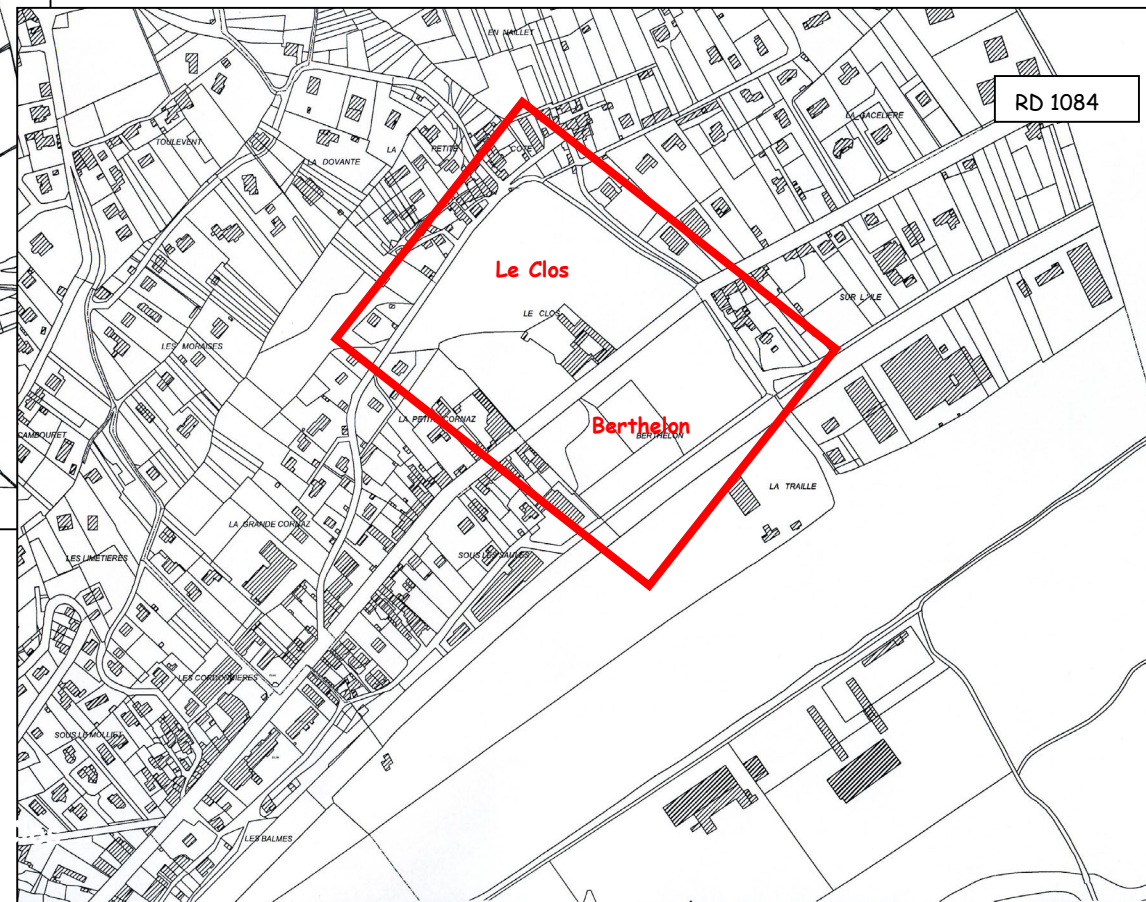 EN NAILLET
RD 1084
LA GACELIERE
TOULEVENT
LA DOVANTE
LA PETITE COTE
Le Clos
SUR L'ILE
LE CLOS
LES MORAISES
LA PETITE CORNAZ
Berthelon
BERTHELON
CAMBOURET
LA TRAILLE
LA GRANDE CORNAZ
SOUS LES SAULES
LES LIMETIERES
LES CORDONNIERES
SOUS LE MOLLIET
LES BALMES